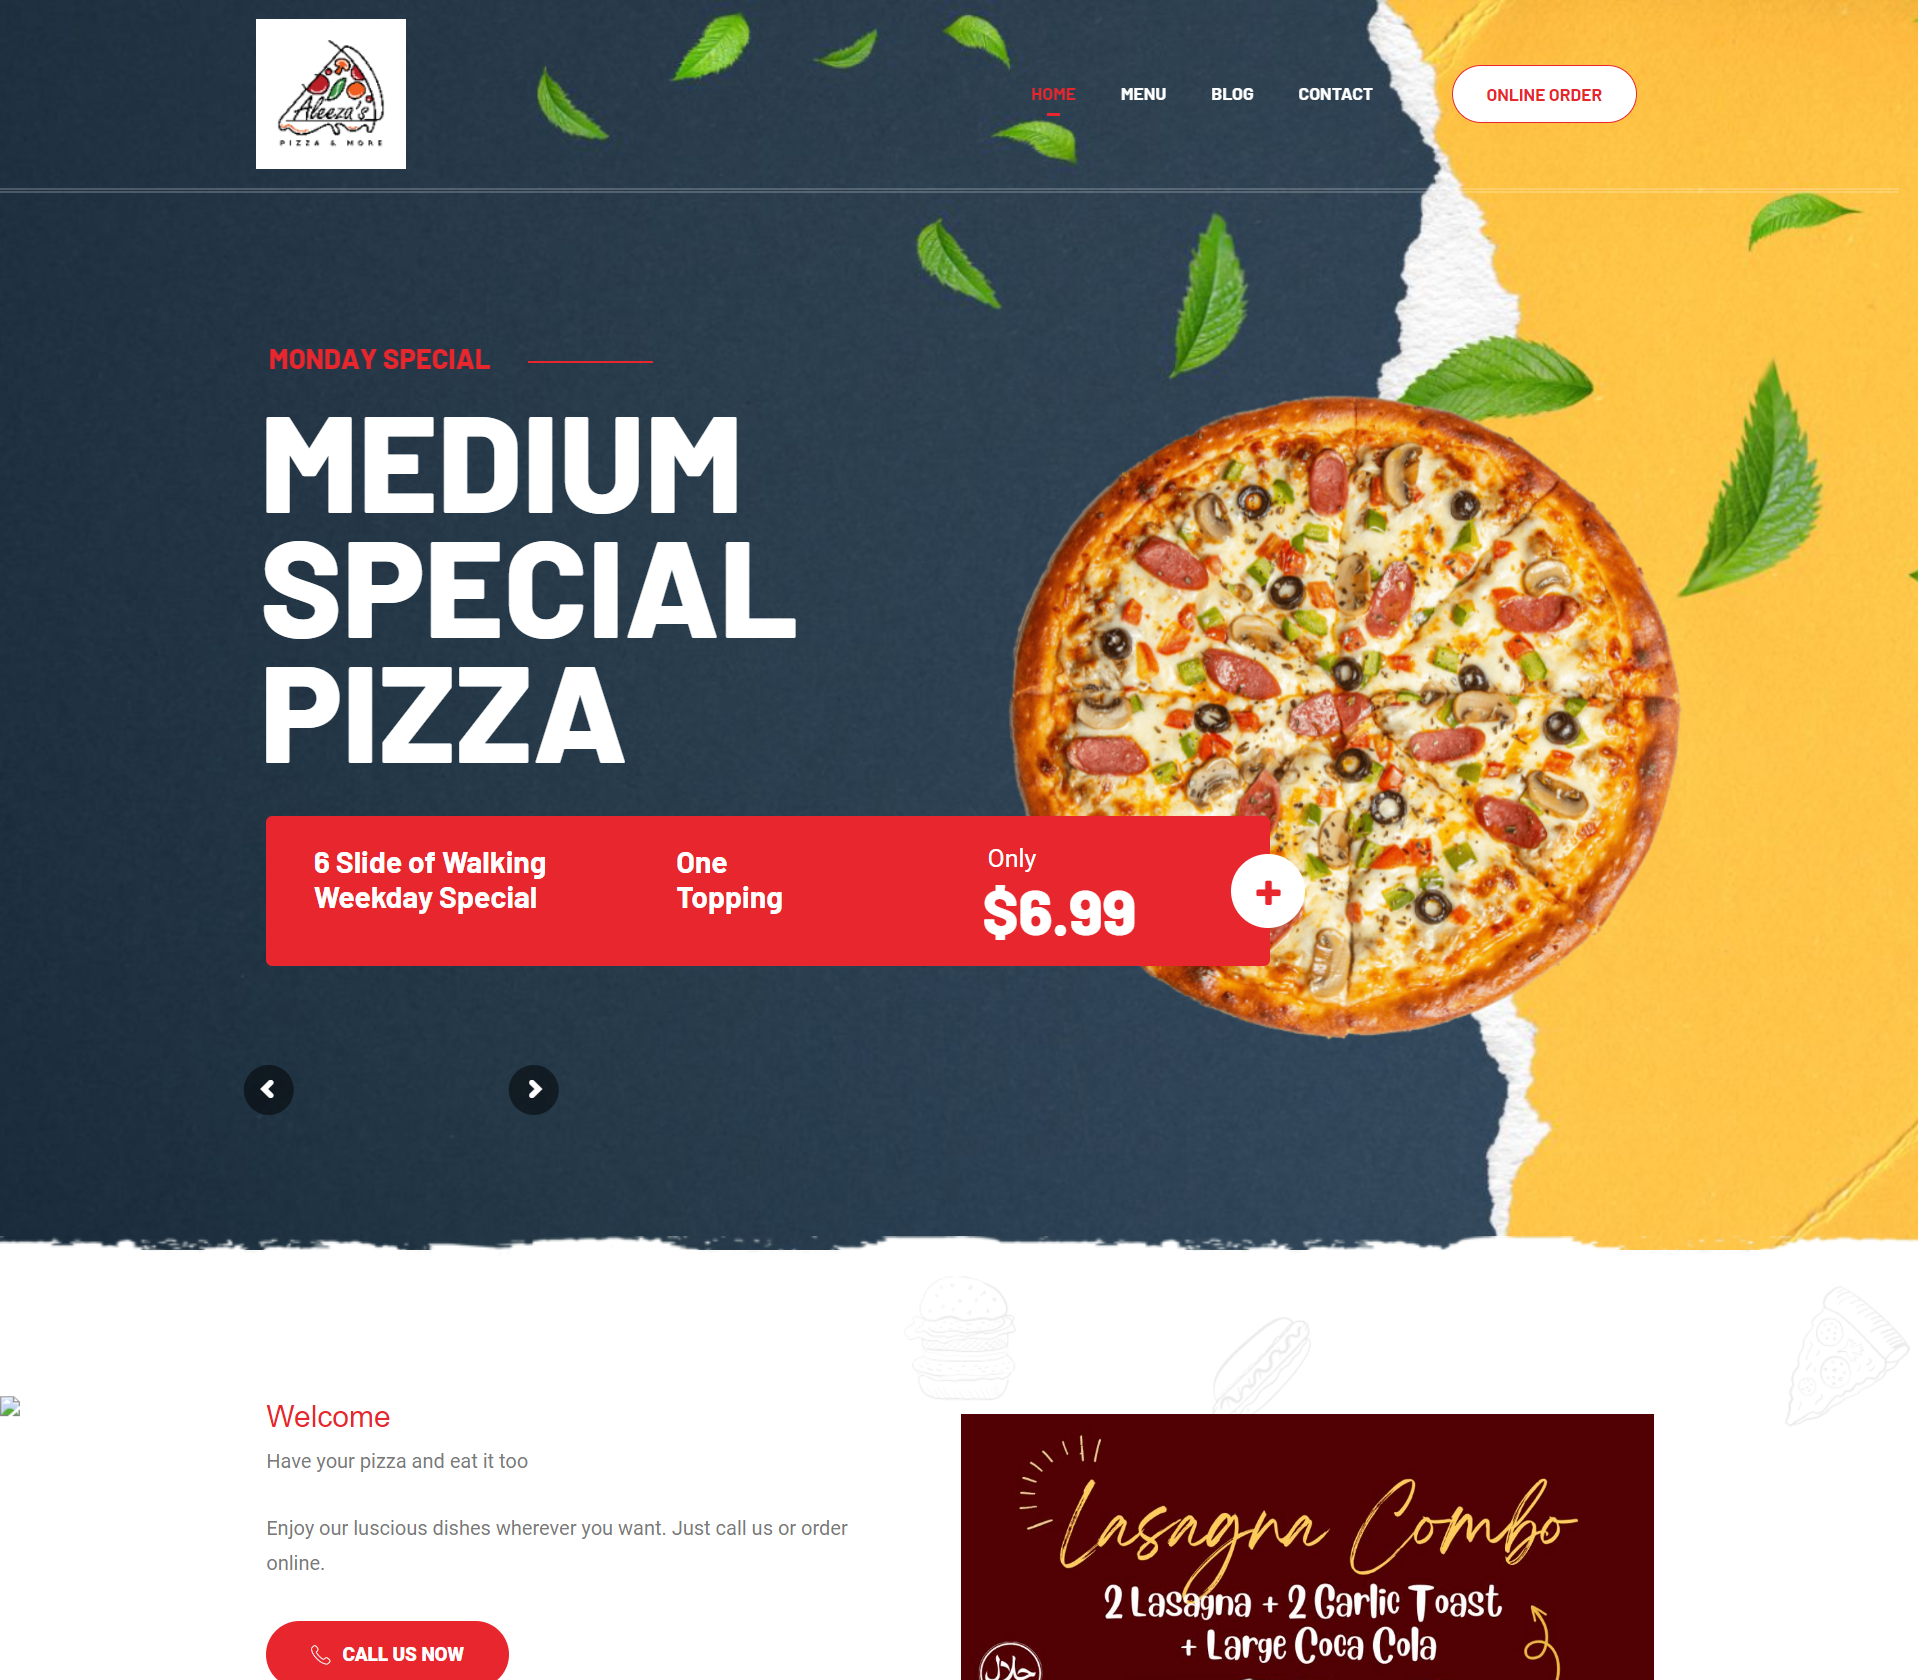 Aleeza's
PIZZA & MORE
HOME
MENU
BLOG
CONTACT
ONLINE ORDER
MONDAY SPECIAL
MEDIUM
SPECIAL
PIZZA
6 Slide of Walking
Weekday Special
One
Topping
Only
$6.99
Welcome
Have your pizza and eat it too
Enjoy our luscious dishes wherever you want. Just call us or order
online.
CALL US NOW
Lasagna Combo
2 Lasagna + 2 Garlic Toast
+ Large Coca Cola
حلال